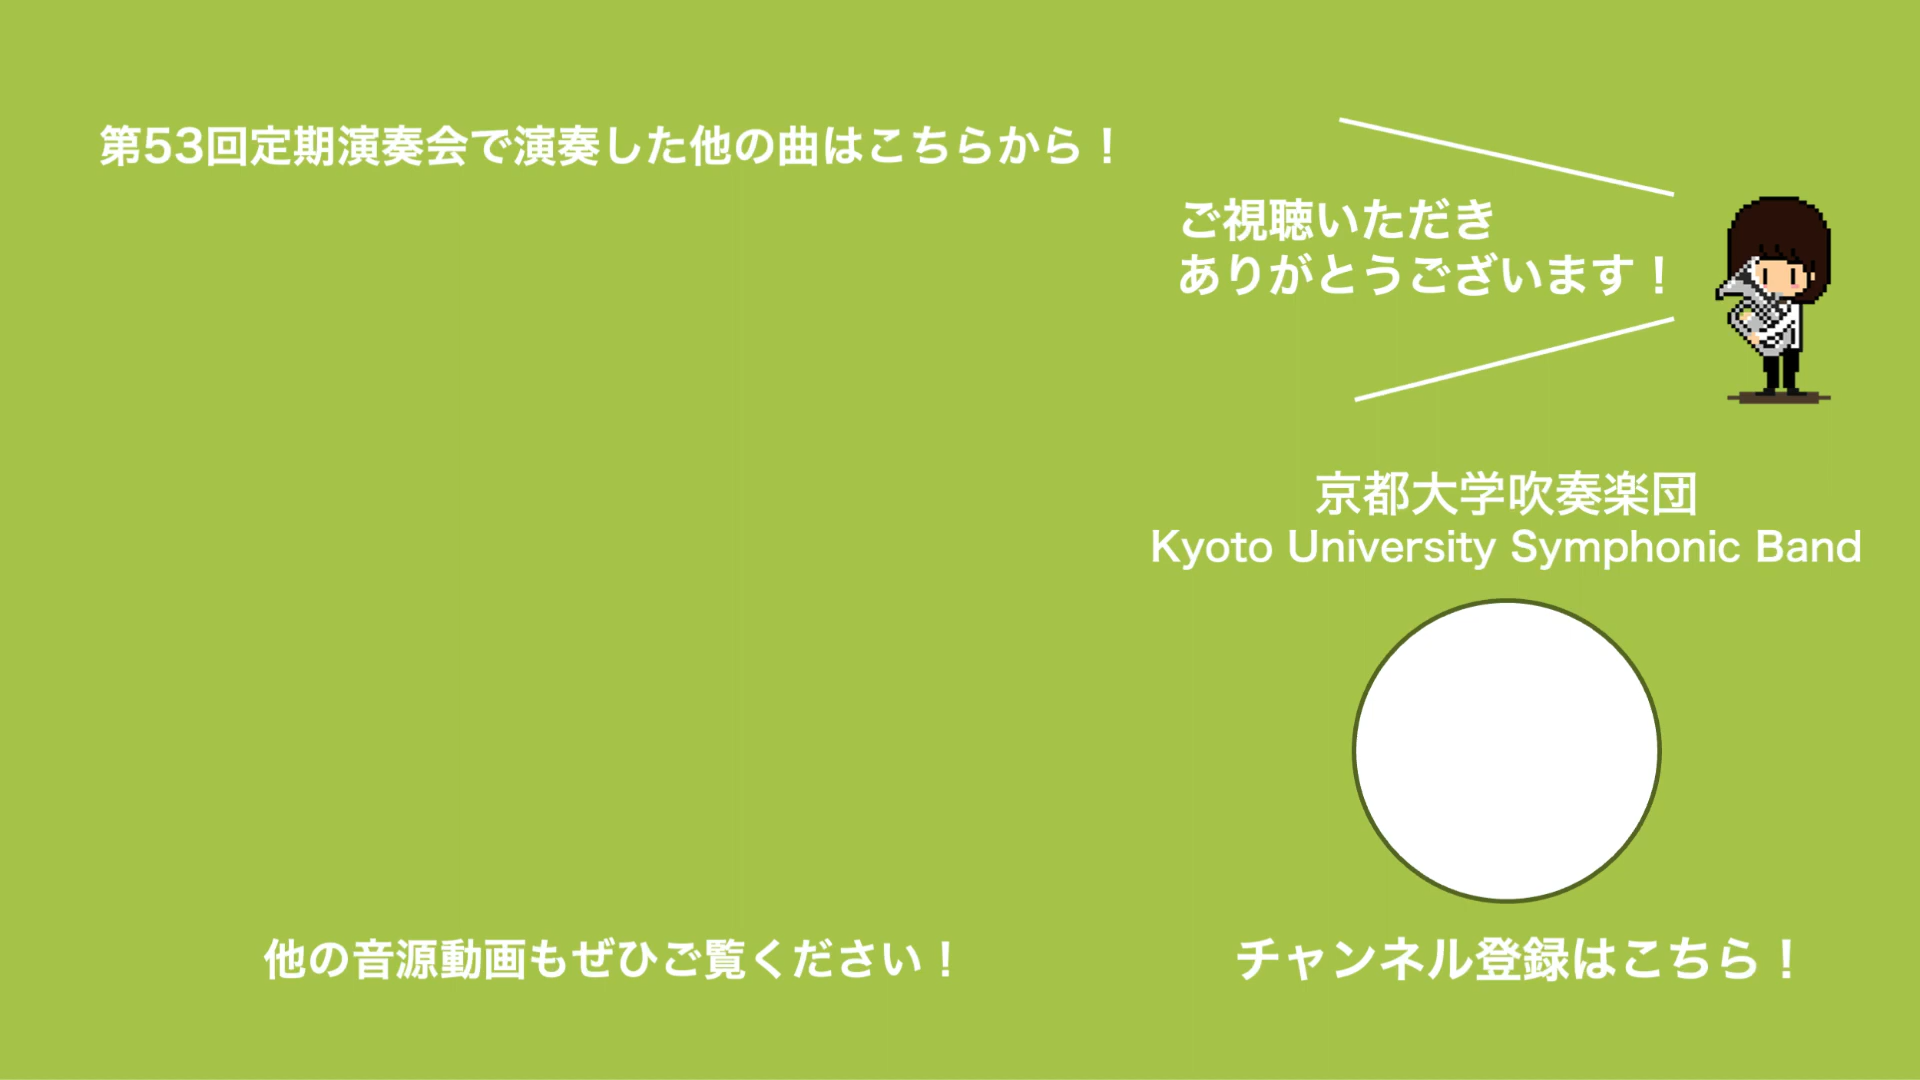 第53回定期演奏会で演奏した他の曲はこちらから！
ご視聴いただき
ありがとうございます！
京都大学吹奏楽団
Kyoto University Symphonic Band
他の音源動画もぜひご覧ください！
チャンネル登録はこちら！